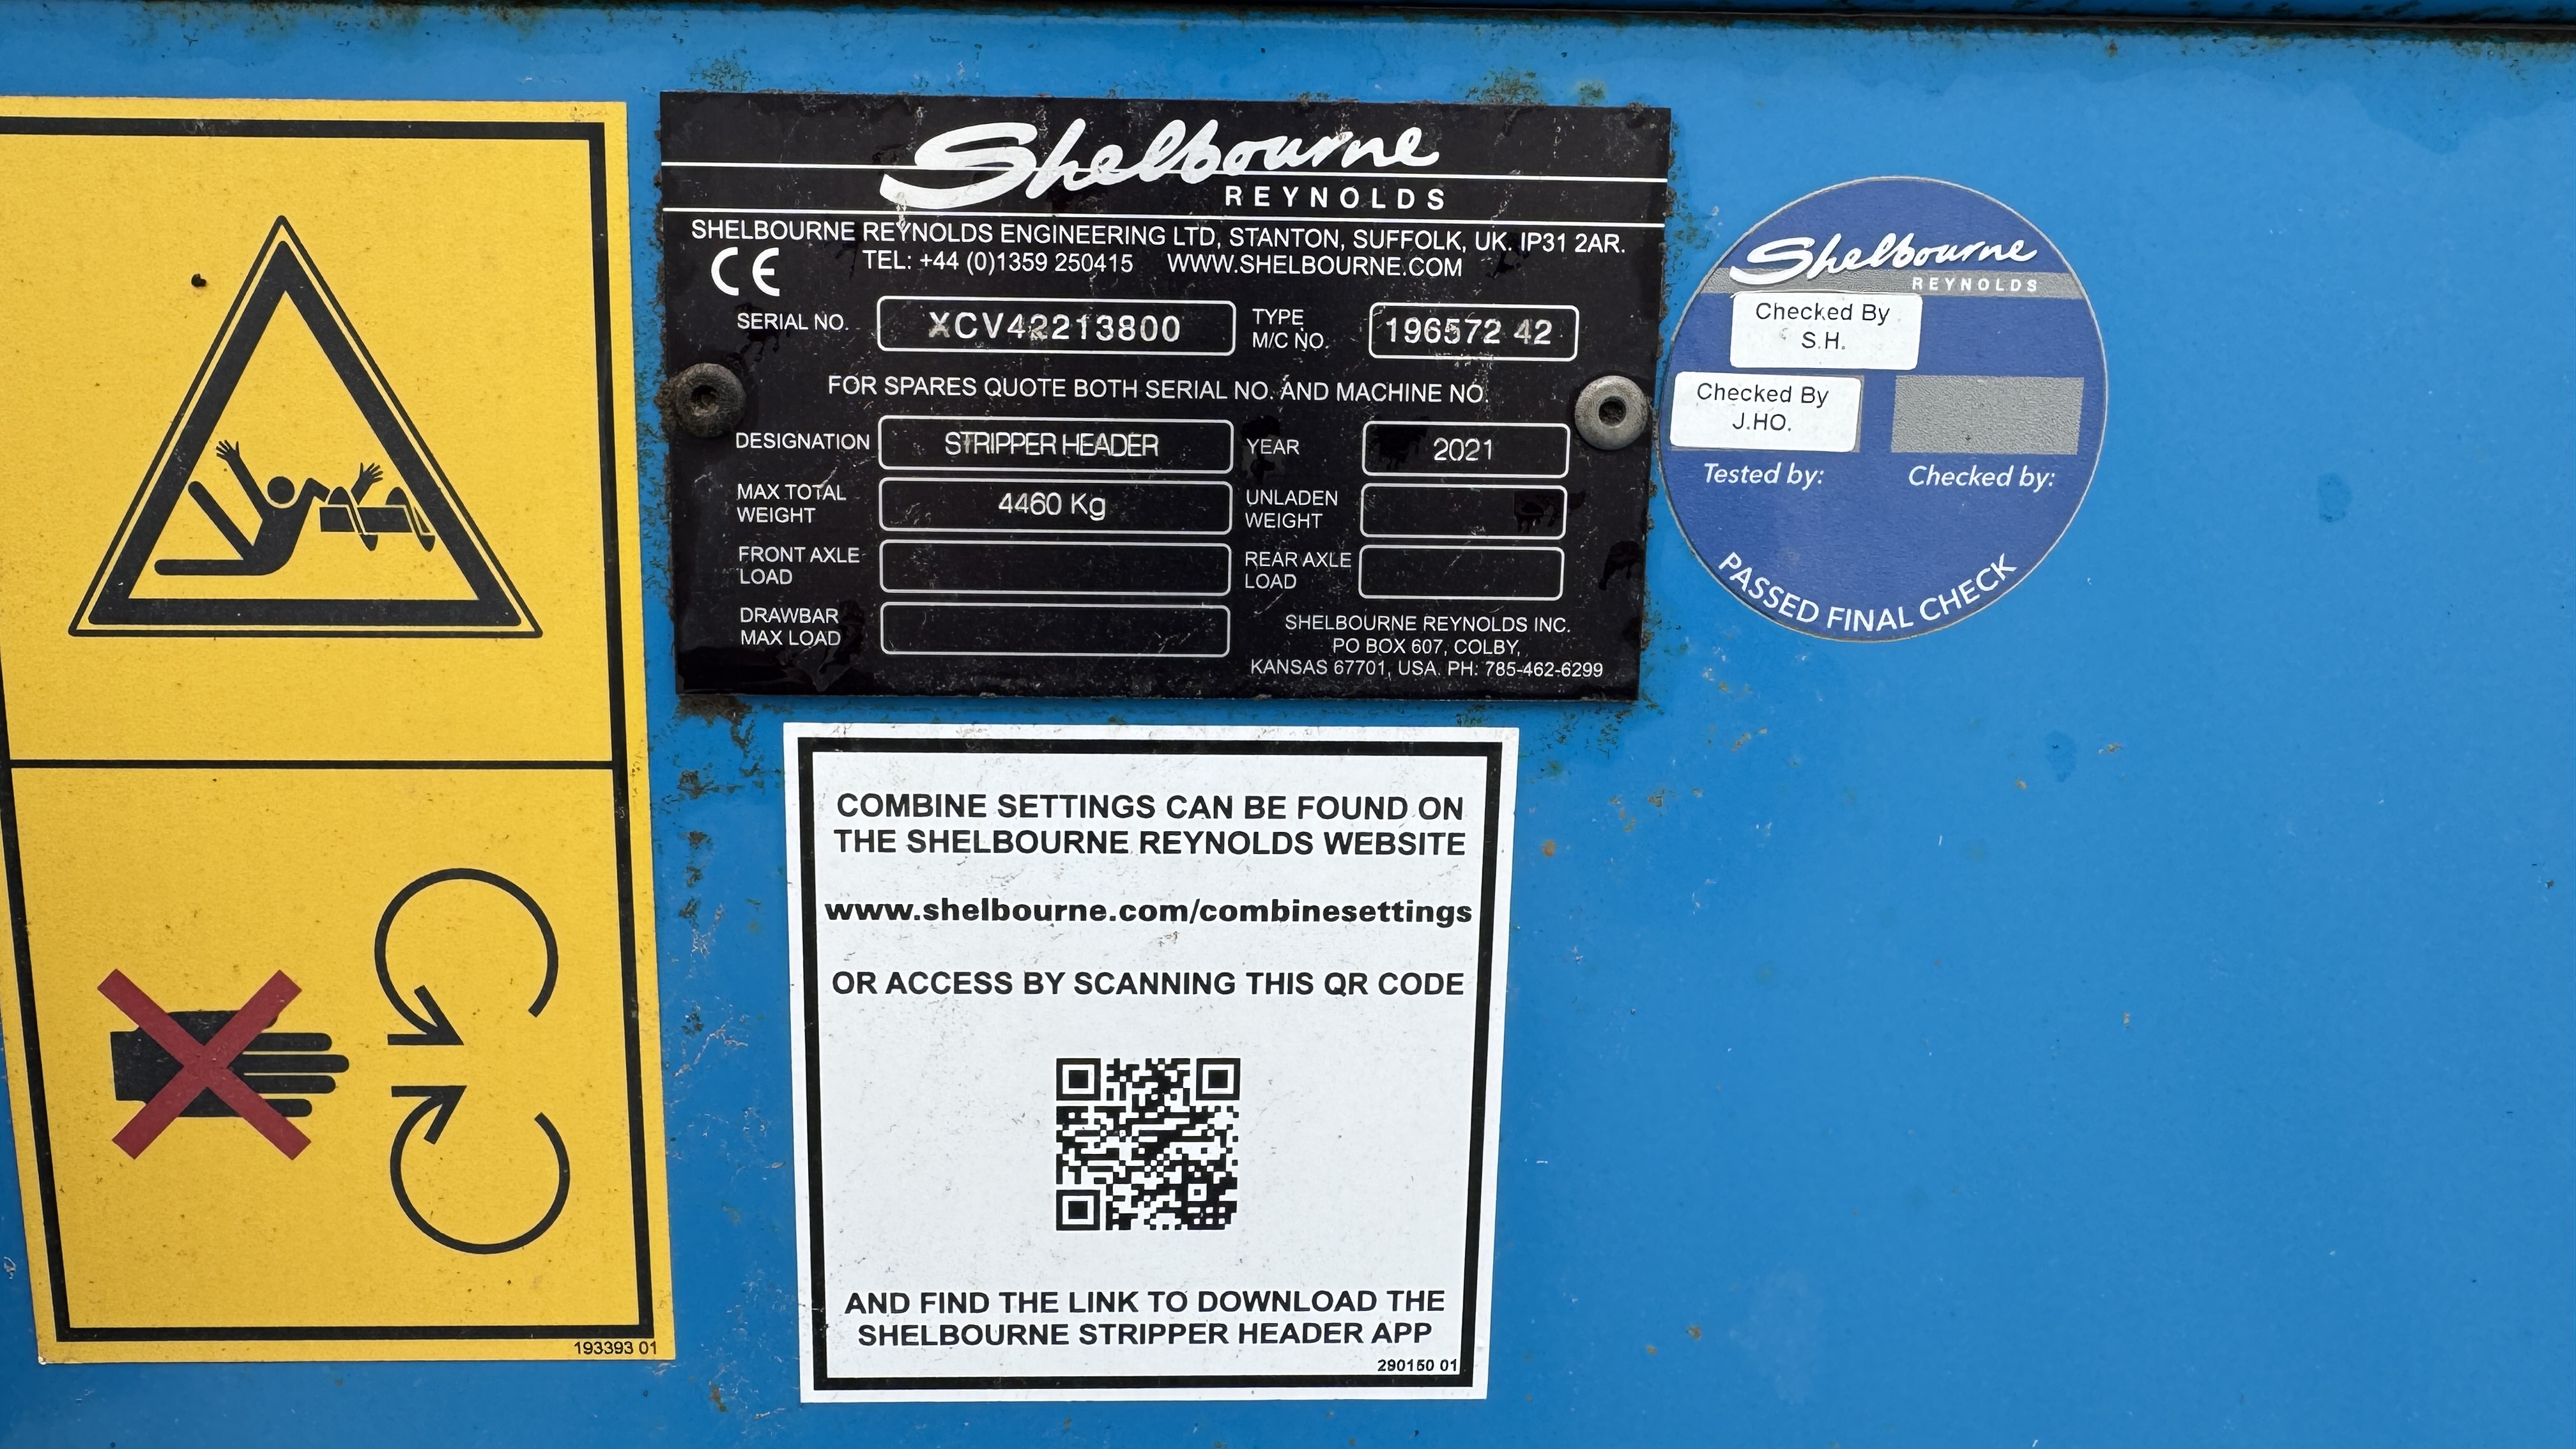 Shelbourne
REYNOLDS
SHELBOURNE REYNOLDS ENGINEERING LTD, STANTON, SUFFOLK, UK. IP31 2AR.
CE TEL: +44 (0)1359 250415 WWW.SHELBOURNE.COM
SERIAL NO. XCV42213800 TYPE M/C NO. 196572 42
FOR SPARES QUOTE BOTH SERIAL NO. AND MACHINE NO.
DESIGNATION STRIPPER HEADER YEAR 2021
MAX TOTAL WEIGHT 4460 Kg UNLADEN WEIGHT
FRONT AXLE LOAD REAR AXLE LOAD
DRAWBAR MAX LOAD
SHELBOURNE REYNOLDS INC.
PO BOX 607, COLBY,
KANSAS 67701, USA. PH: 785-462-6299
Shelbourne
REYNOLDS
Checked By
S.H.
Checked By
J.HO.
Tested by: Checked by:
PASSED FINAL CHECK
COMBINE SETTINGS CAN BE FOUND ON
THE SHELBOURNE REYNOLDS WEBSITE
www.shelbourne.com/combinesettings
OR ACCESS BY SCANNING THIS QR CODE
AND FIND THE LINK TO DOWNLOAD THE
SHELBOURNE STRIPPER HEADER APP
290150 01
193393 01